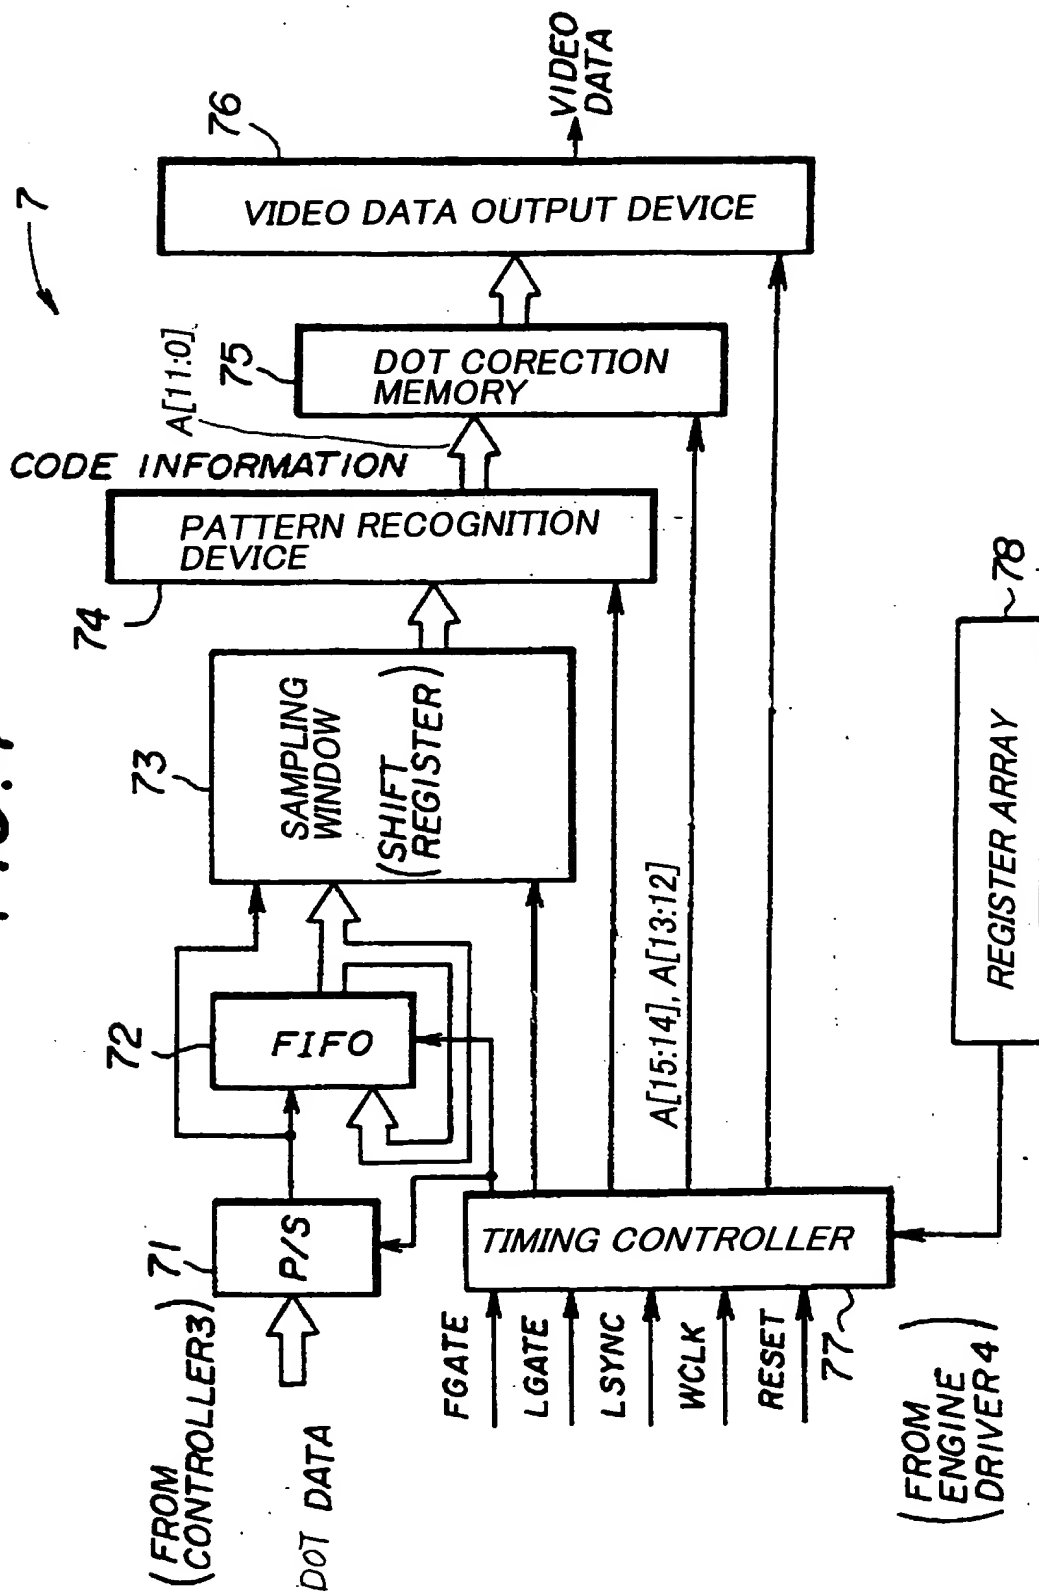 7
CODE INFORMATION
(FROM
CONTROLLER3)
DOT DATA
71
P/S
72
FIFO
73
SAMPLING
WINDOW
(SHIFT
REGISTER)
74
PATTERN RECOGNITION
DEVICE
A[11:0]
75
DOT CORECTION
MEMORY
76
VIDEO DATA OUTPUT DEVICE
VIDEO
DATA
FGATE
LGATE
LSYNC
WCLK
RESET
TIMING CONTROLLER
77
A[15:14], A[13:12]
(FROM
ENGINE
DRIVER4)
REGISTER ARRAY
78